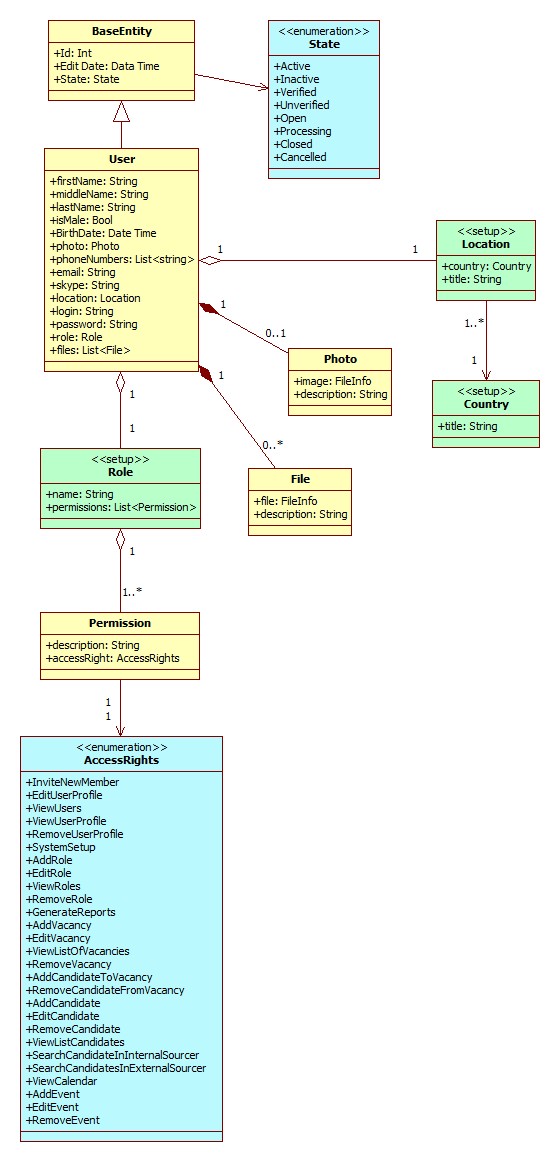 BaseEntity
+Id: Int
+Edit Date: Data Time
+State: State
<<enumeration>>
State
+Active
+Inactive
+Verified
+Unverified
+Open
+Processing
+Closed
+Cancelled
User
+firstName: String
+middleName: String
+lastName: String
+isMale: Bool
+BirthDate: Date Time
+photo: Photo
+phoneNumbers: List<string>
+email: String
+skype: String
+location: Location
+login: String
+password: String
+role: Role
+files: List<File>
1
1
<<setup>>
Location
+country: Country
+title: String
1..*
1
<<setup>>
Country
+title: String
1
0..1
Photo
+image: FileInfo
+description: String
1
0..*
File
+file: FileInfo
+description: String
1
1
<<setup>>
Role
+name: String
+permissions: List<Permission>
1
1..*
Permission
+description: String
+accessRight: AccessRights
1
1
<<enumeration>>
AccessRights
+InviteNewMember
+EditUserProfile
+ViewUsers
+ViewUserProfile
+RemoveUserProfile
+SystemSetup
+AddRole
+EditRole
+ViewRoles
+RemoveRole
+GenerateReports
+AddVacancy
+EditVacancy
+ViewListOfVacancies
+RemoveVacancy
+AddCandidateToVacancy
+RemoveCandidateFromVacancy
+AddCandidate
+EditCandidate
+RemoveCandidate
+ViewListCandidates
+SearchCandidateInInternalSourcer
+SearchCandidatesInExternalSourcer
+ViewCalendar
+AddEvent
+EditEvent
+RemoveEvent